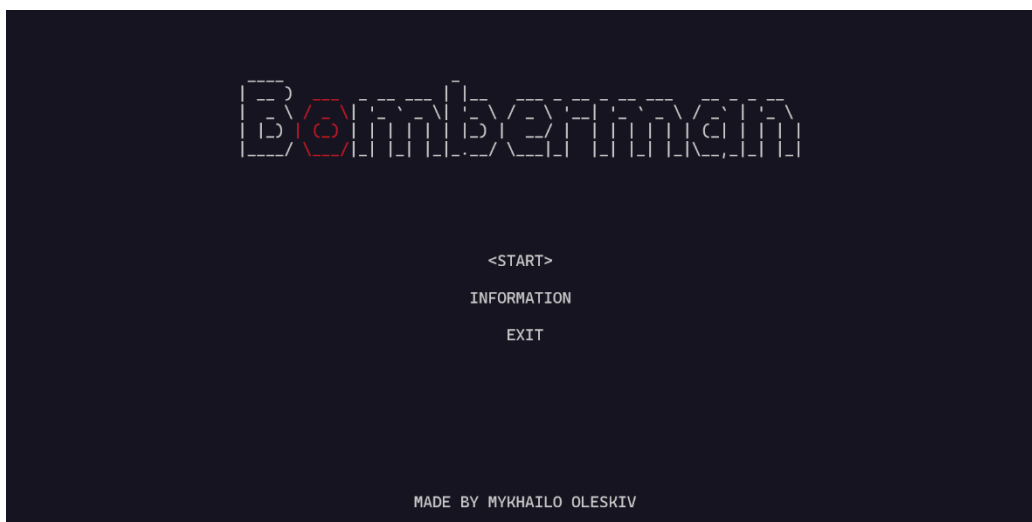 Bomberman
<START>
INFORMATION
EXIT
MADE BY MYKHAILO OLESKIV